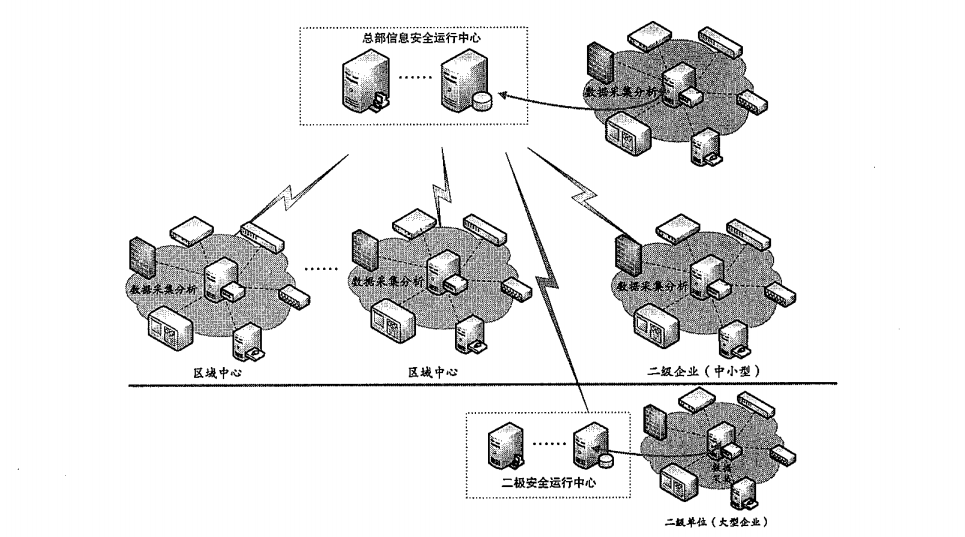 总部信息安全运行中心
数据采集分析
数据采集分析
数据采集分析
数据采集分析
区域中心
区域中心
二级企业（中小型）
二极安全运行中心
数据
二级单位（大型企业）